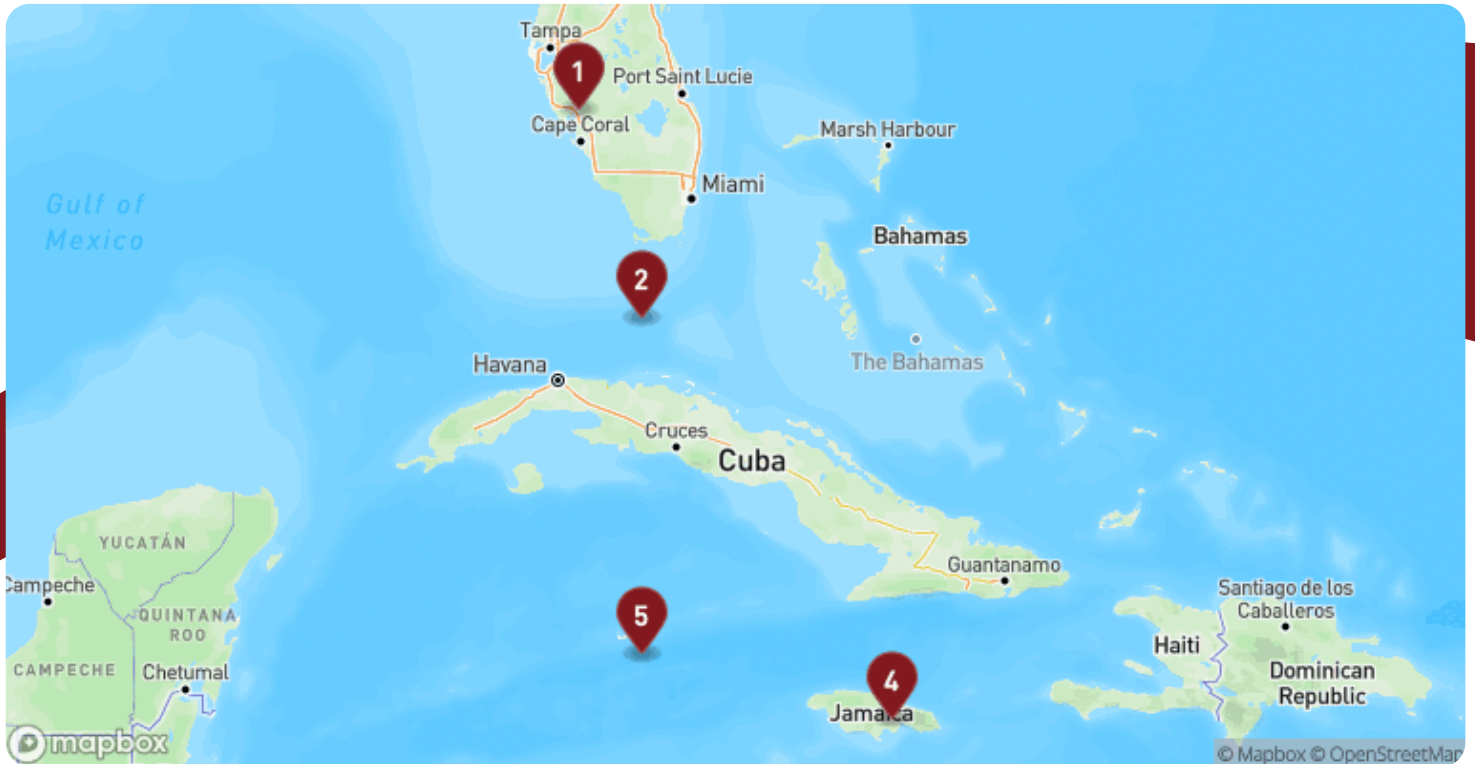 Tampa
1
Port Saint Lucie
Cape Coral
Marsh Harbour
Miami
Gulf of
Mexico
Bahamas
2
The Bahamas
Havana
Cruces
Cuba
YUCATÁN
Guantanamo
Campeche
Santiago de los
Caballeros
QUINTANA
ROO
5
Haiti
CAMPECHE
Chetumal
4
Dominican
Republic
Jamaica
mapbox
© Mapbox © OpenStreetMap